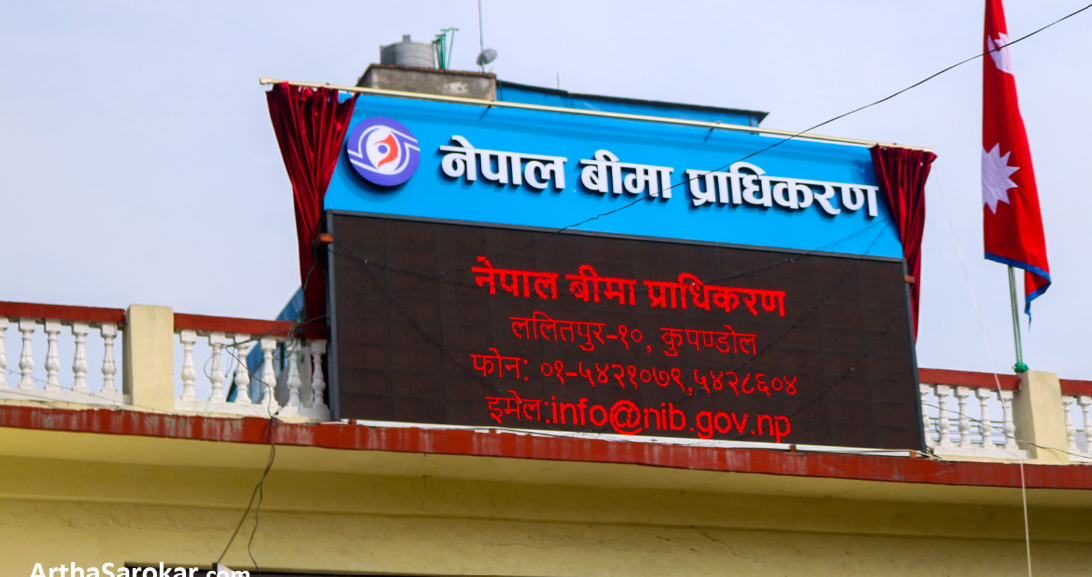 नेपाल बीमा प्राधिकरण
नेपाल बीमा प्राधिकरण
ललितपुर-१०, कुपण्डोल
फोन: ०१-५४२१०७९,५४२८६०४
इमेल:info@nib.gov.np
ArthaSarokar.com